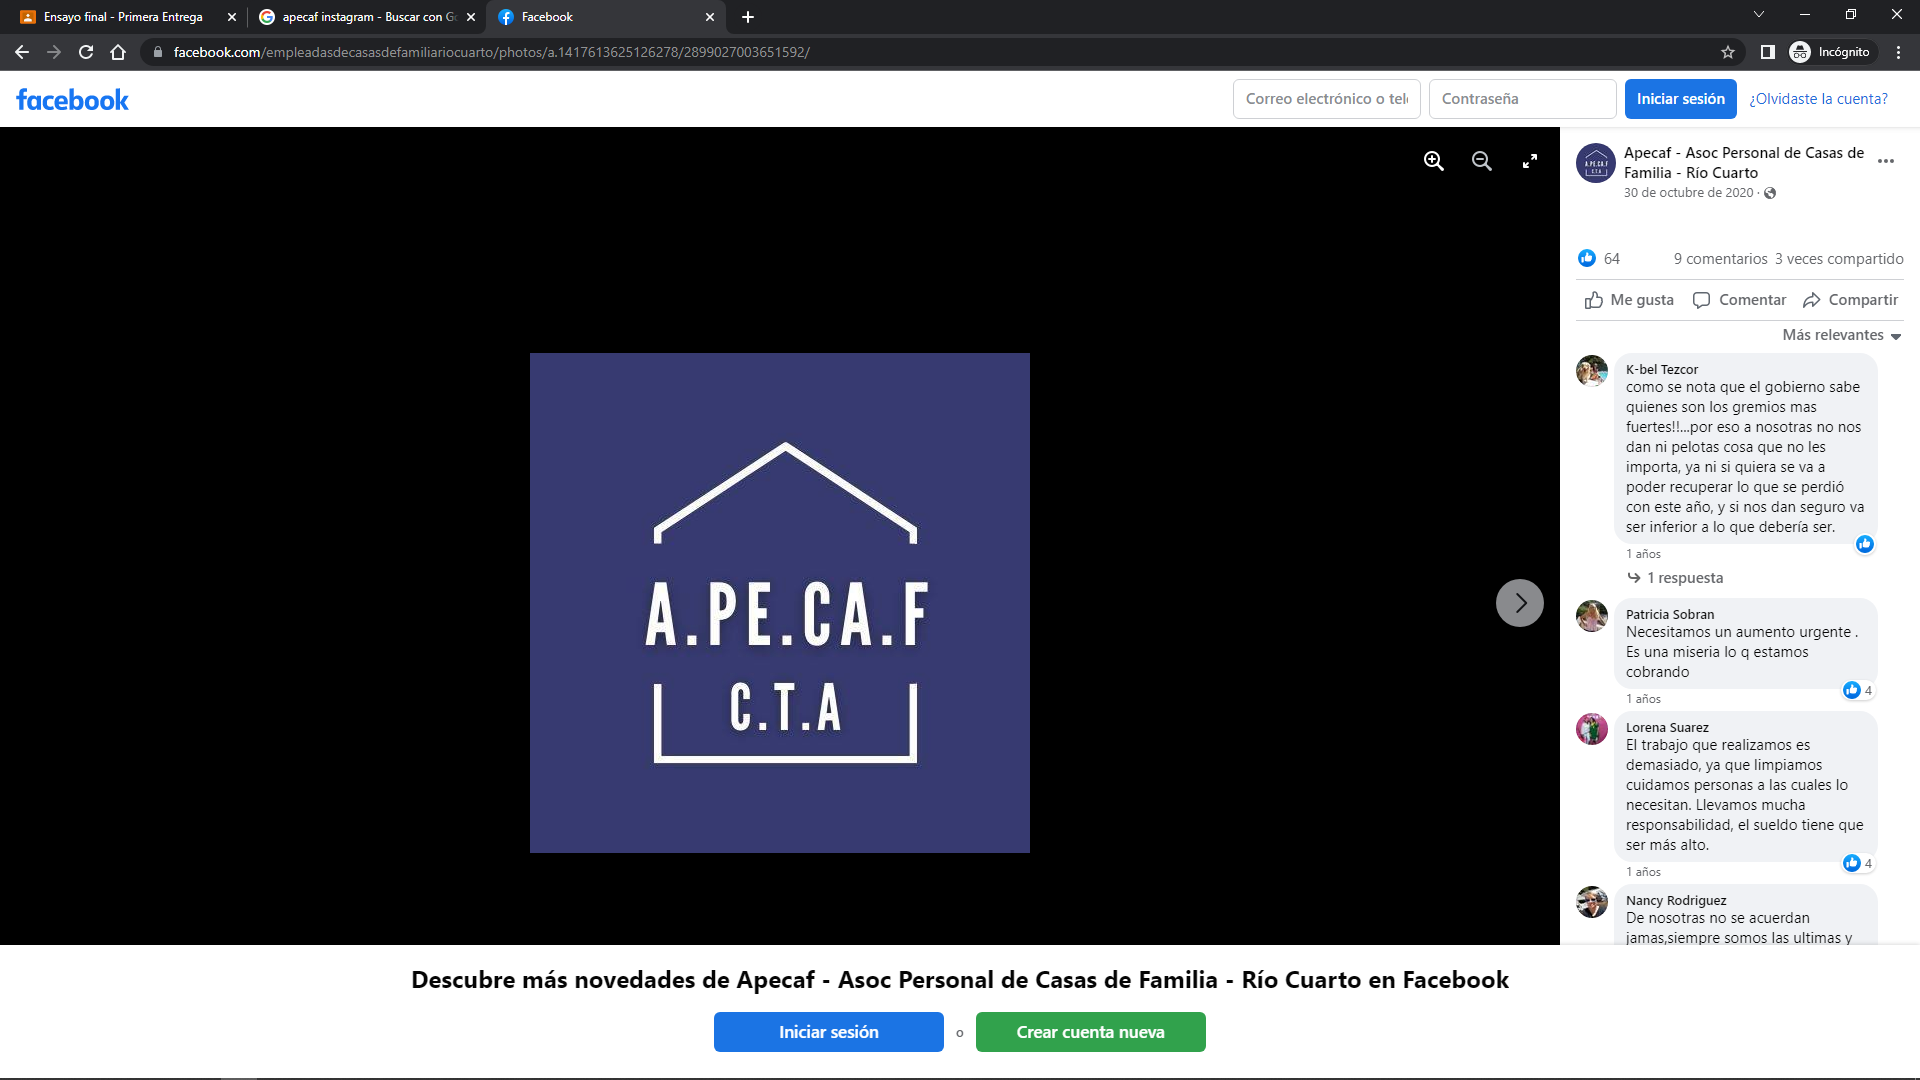 Ensayo final - Primera Entrega
apecaf instagram - Buscar con Go
Facebook
facebook.com/empleadasdecasasdefamiliariocuarto/photos/a.1417613625126278/2899027003651592/
Incógnito
facebook
Correo electrónico o telé
Contraseña
Iniciar sesión
¿Olvidaste la cuenta?
A.PE.CA.F
C.T.A
A.PE.CA.F
C.T.A
Apecaf - Asoc Personal de Casas de
Familia - Río Cuarto
30 de octubre de 2020 ·
64
9 comentarios 3 veces compartido
Me gusta
Comentar
Compartir
Más relevantes
K-bel Tezcor
como se nota que el gobierno sabe
quienes son los gremios mas
fuertes!!...por eso a nosotras no nos
dan ni pelotas cosa que no les
importa, ya ni si quiera se va a
poder recuperar lo que se perdió
con este año, y si nos dan seguro va
ser inferior a lo que debería ser.
1 años
1 respuesta
Patricia Sobran
Necesitamos un aumento urgente .
Es una miseria lo q estamos
cobrando
4
1 años
Lorena Suarez
El trabajo que realizamos es
demasiado, ya que limpiamos
cuidamos personas a las cuales lo
necesitan. Llevamos mucha
responsabilidad, el sueldo tiene que
ser más alto.
4
1 años
Nancy Rodriguez
De nosotras no se acuerdan
jamas,siempre somos las ultimas y
Descubre más novedades de Apecaf - Asoc Personal de Casas de Familia - Río Cuarto en Facebook
Iniciar sesión
o
Crear cuenta nueva